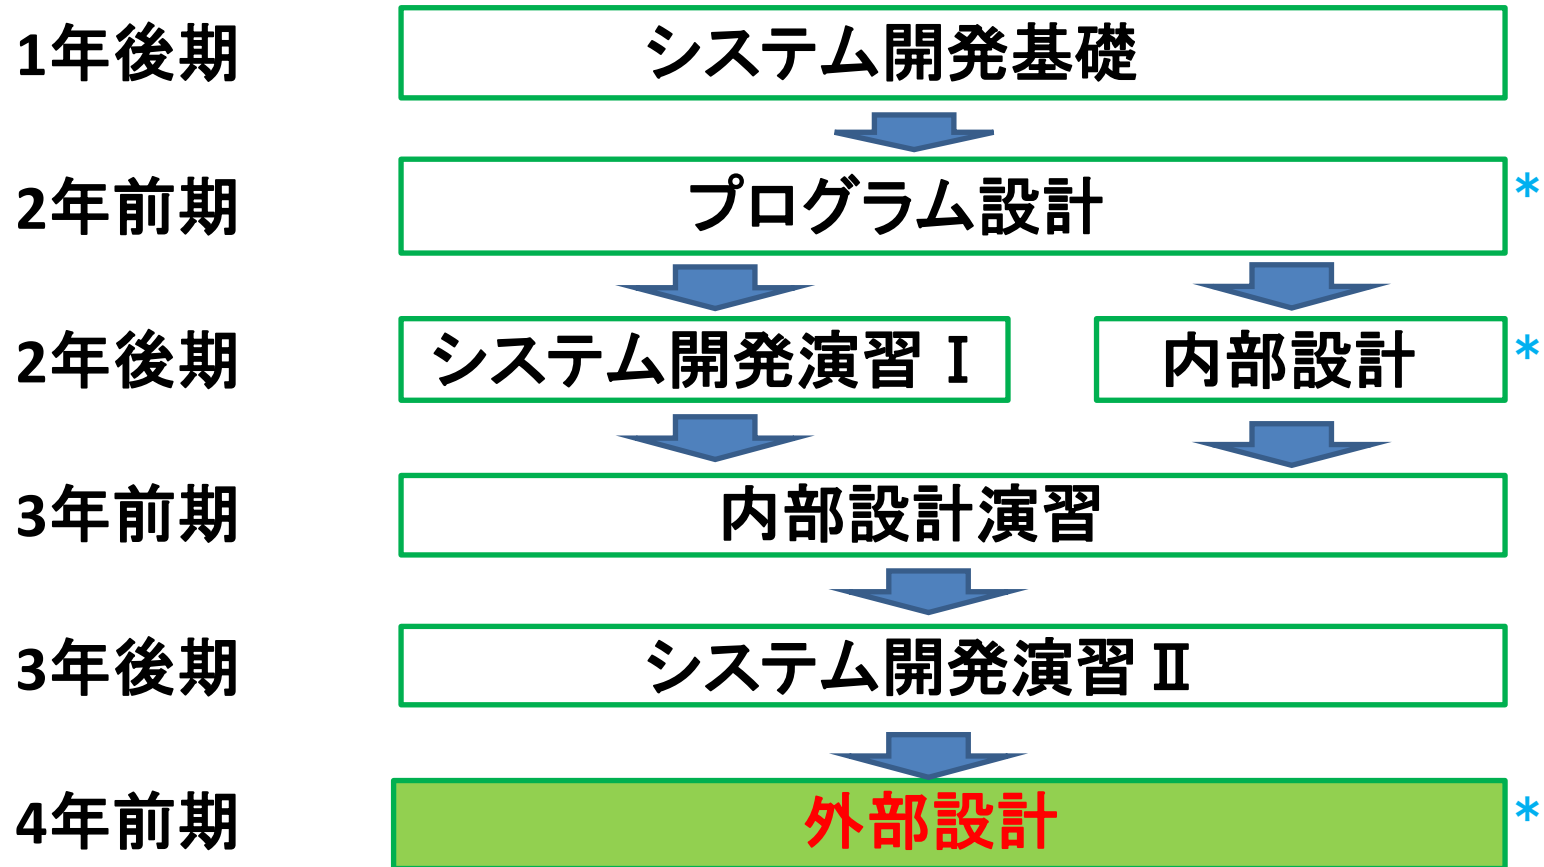 1年後期 システム開発基礎
2年前期 プログラム設計 *
2年後期 システム開発演習Ⅰ 内部設計 *
3年前期 内部設計演習
3年後期 システム開発演習Ⅱ
4年前期 外部設計 *